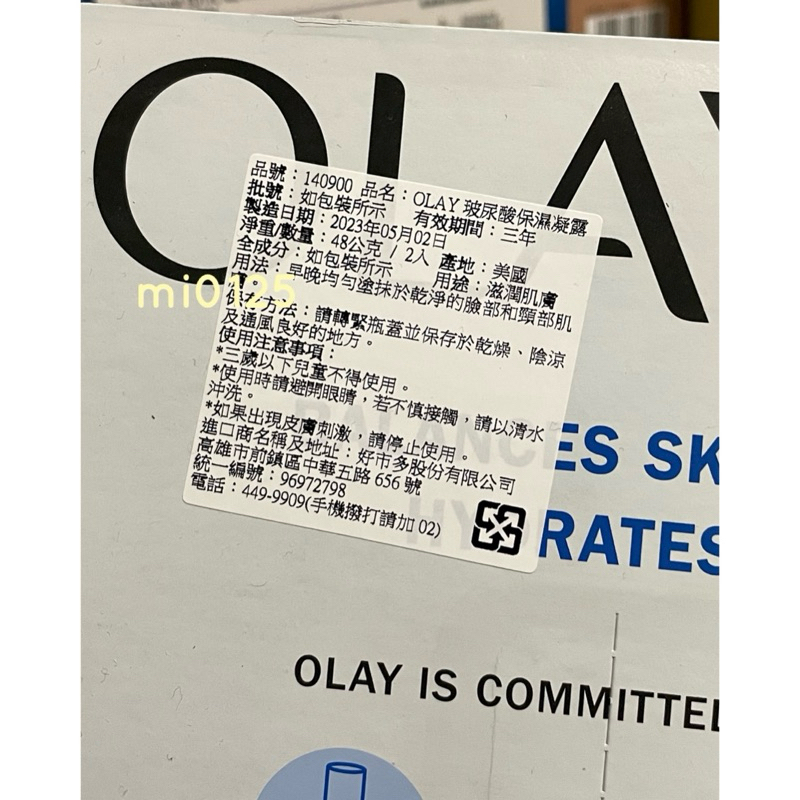 OLAY
品號：140900 品名：OLAY 玻尿酸保濕凝露
批號：如包裝所示 有效期間：三年
製造日期：2023年05月02日
淨重/數量：48公克 / 2入 產地：美國
全成分：如包裝所示 用途：滋潤肌膚
用法：早晚均勻塗抹於乾淨的臉部和頸部肌
mi0125
方法：請轉緊瓶蓋並保存於乾燥、陰涼
及通風良好的地方。
使用注意事項：
*三歲以下兒童不得使用。
*使用時請避開眼睛，若不慎接觸，請以清水
沖洗。
*如果出現皮膚刺激，請停止使用。
進口商名稱及地址：好市多股份有限公司
高雄市前鎮區中華五路 656 號
統一編號：96972798
電話：449-9909(手機撥打請加 02)
BALANCES SK
HYDRATES
OLAY IS COMMITTED